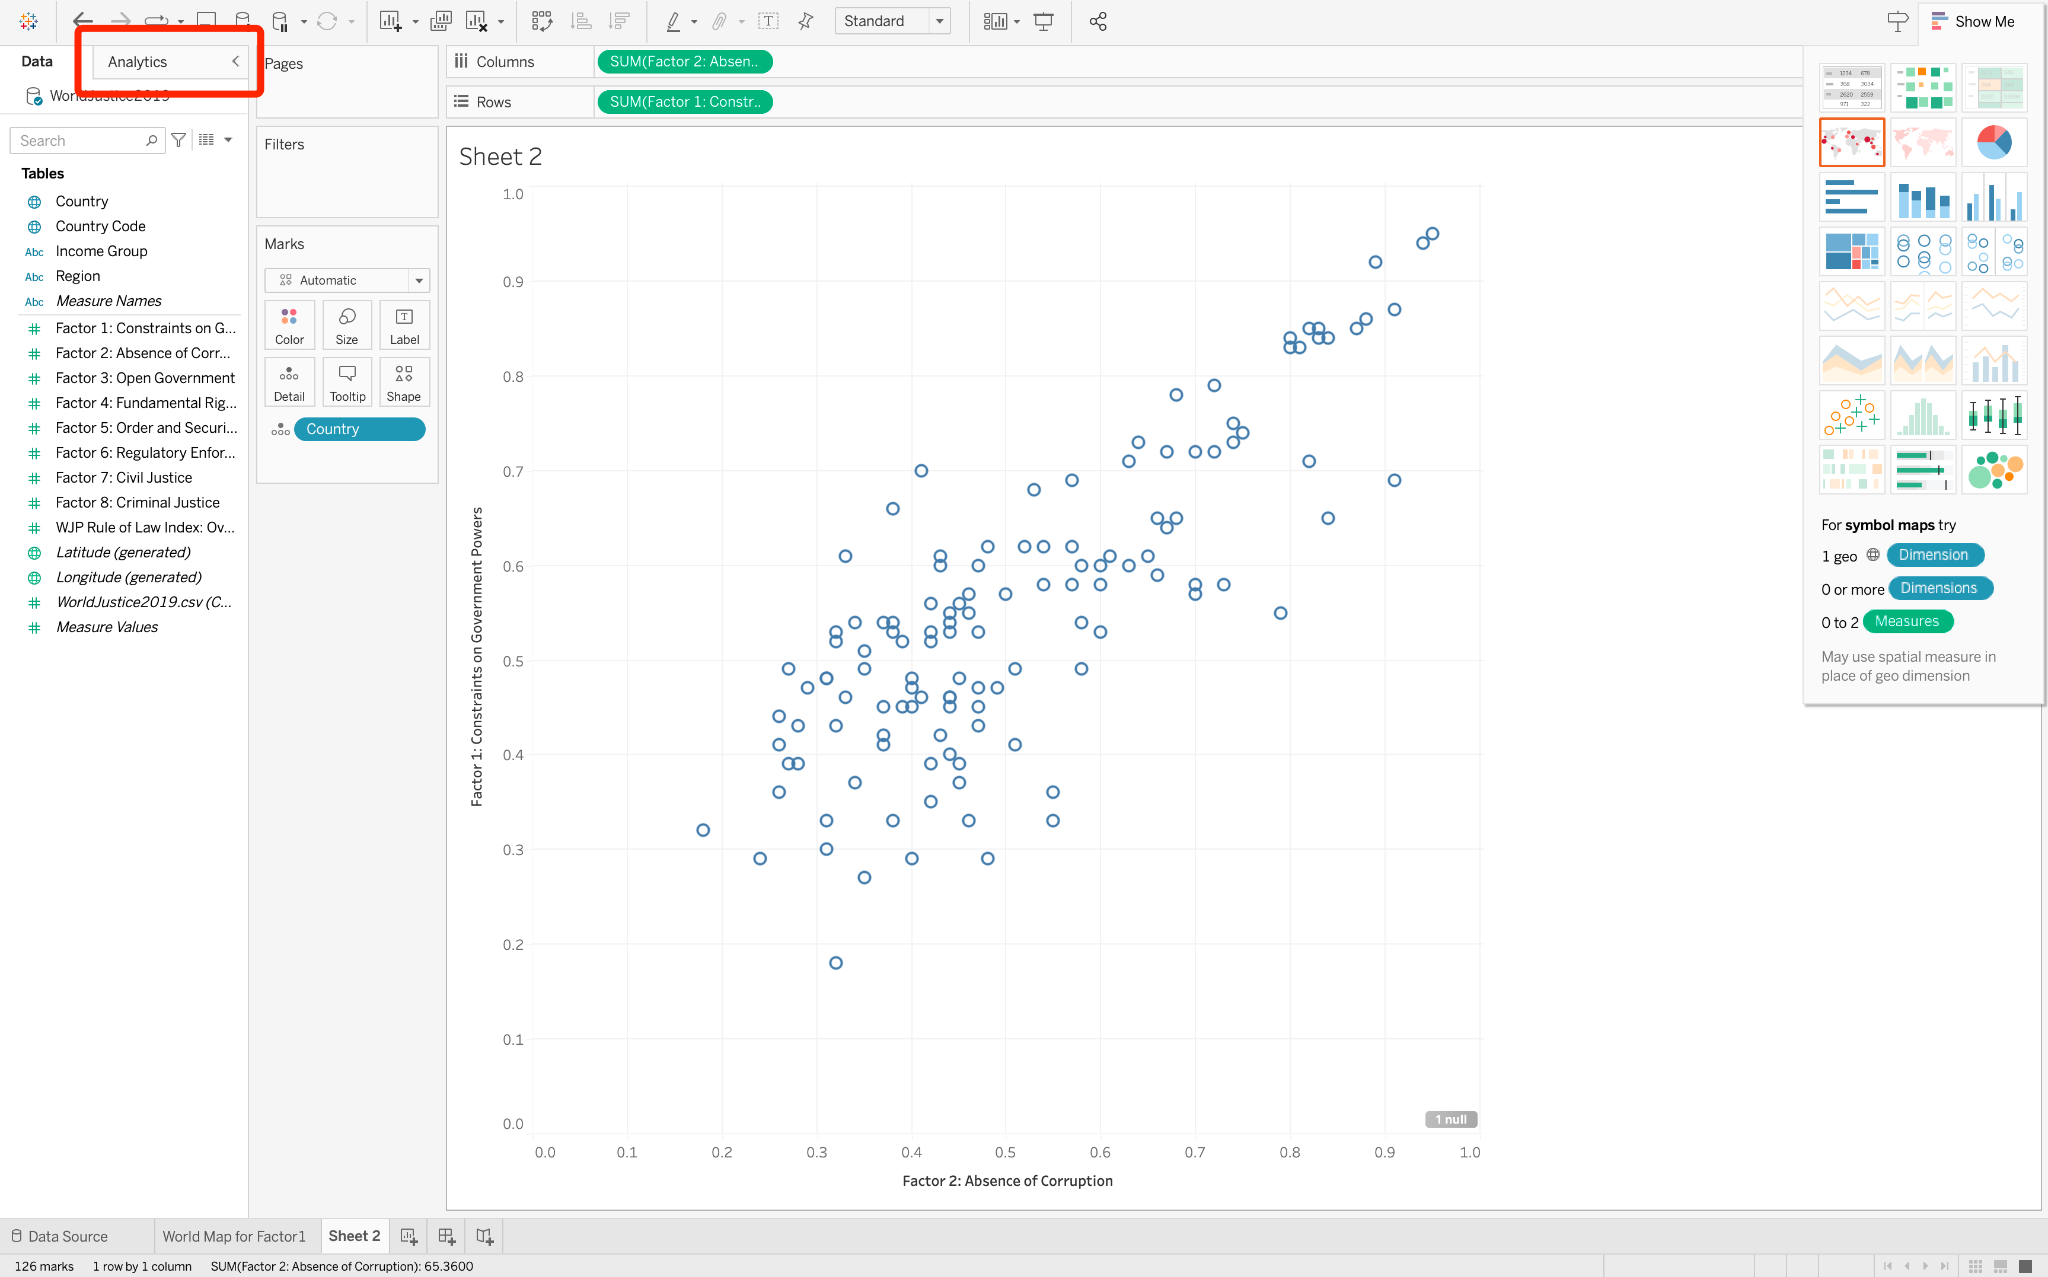 Standard
Show Me
Data
Analytics
WorldJustice2019
Pages
Columns
SUM(Factor 2: Absen..
Rows
SUM(Factor 1: Constr..
Search
Filters
Tables
Country
Country Code
Abc Income Group
Abc Region
Abc Measure Names
Factor 1: Constraints on G...
Factor 2: Absence of Corr...
Factor 3: Open Government
Factor 4: Fundamental Rig...
Factor 5: Order and Securi...
Factor 6: Regulatory Enfor...
Factor 7: Civil Justice
Factor 8: Criminal Justice
WJP Rule of Law Index: Ov...
Latitude (generated)
Longitude (generated)
WorldJustice2019.csv (C...
Measure Values
Marks
Automatic
Color
Size
Label
Detail
Tooltip
Shape
Country
Sheet 2
1.0
0.9
0.8
0.7
0.6
0.5
0.4
0.3
0.2
0.1
0.0
Factor 1: Constraints on Government Powers
1 null
0.0 0.1 0.2 0.3 0.4 0.5 0.6 0.7 0.8 0.9 1.0
Factor 2: Absence of Corruption
For symbol maps try
1 geo Dimension
0 or more Dimensions
0 to 2 Measures
May use spatial measure in
place of geo dimension
Data Source
World Map for Factor1
Sheet 2
126 marks 1 row by 1 column SUM(Factor 2: Absence of Corruption): 65.3600